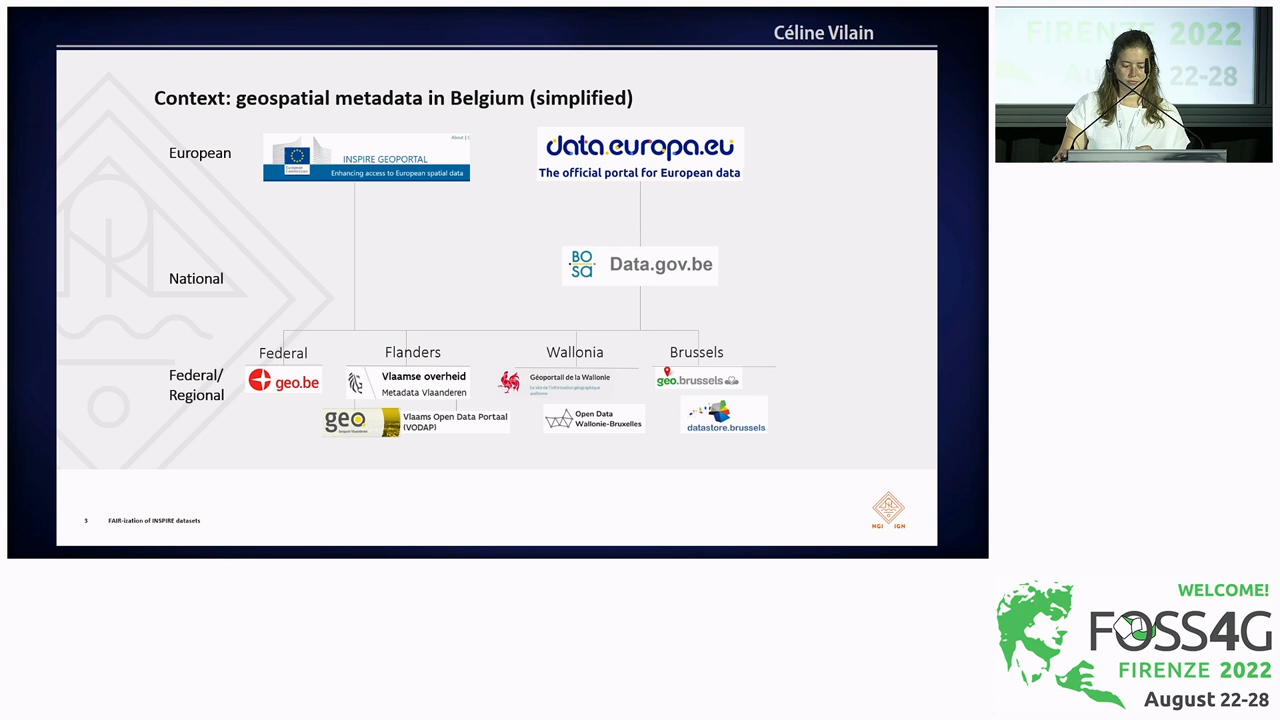 Céline Vilain
Context: geospatial metadata in Belgium (simplified)
European
About |
European
Commission
INSPIRE GEOPORTAL
Enhancing access to European spatial data
data.europa.eu
The official portal for European data
National
BO
SA
Data.gov.be
Federal/
Regional
Federal
geo.be
Flanders
Vlaamse overheid
Metadata Vlaanderen
geo
Vlaams Open Data Portaal
(VODAP)
Wallonia
Géoportail de la Wallonie
Le site de l'information géographique
wallonne
Open Data
Wallonie-Bruxelles
Brussels
geo.brussels
datastore.brussels
5 FAIR-ization of INSPIRE datasets
NGI IGN
FIRENZE 2022
August 22-28
WELCOME!
FOSS4G
FIRENZE 2022
August 22-28